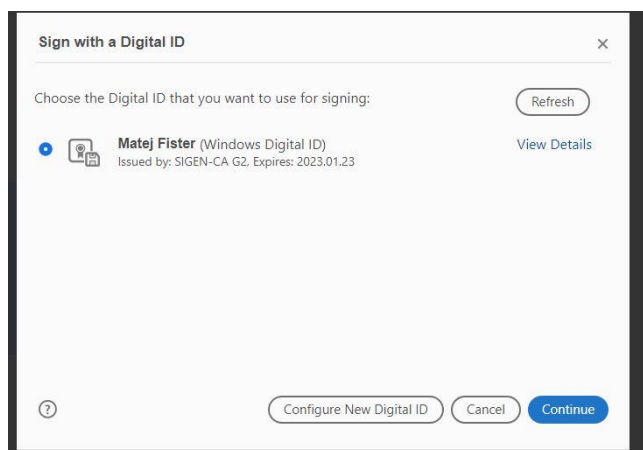 Sign with a Digital ID
Choose the Digital ID that you want to use for signing:
Refresh
Matej Fister (Windows Digital ID)
View Details
Issued by: SIGEN-CA G2, Expires: 2023.01.23
?
Configure New Digital ID
Cancel
Continue